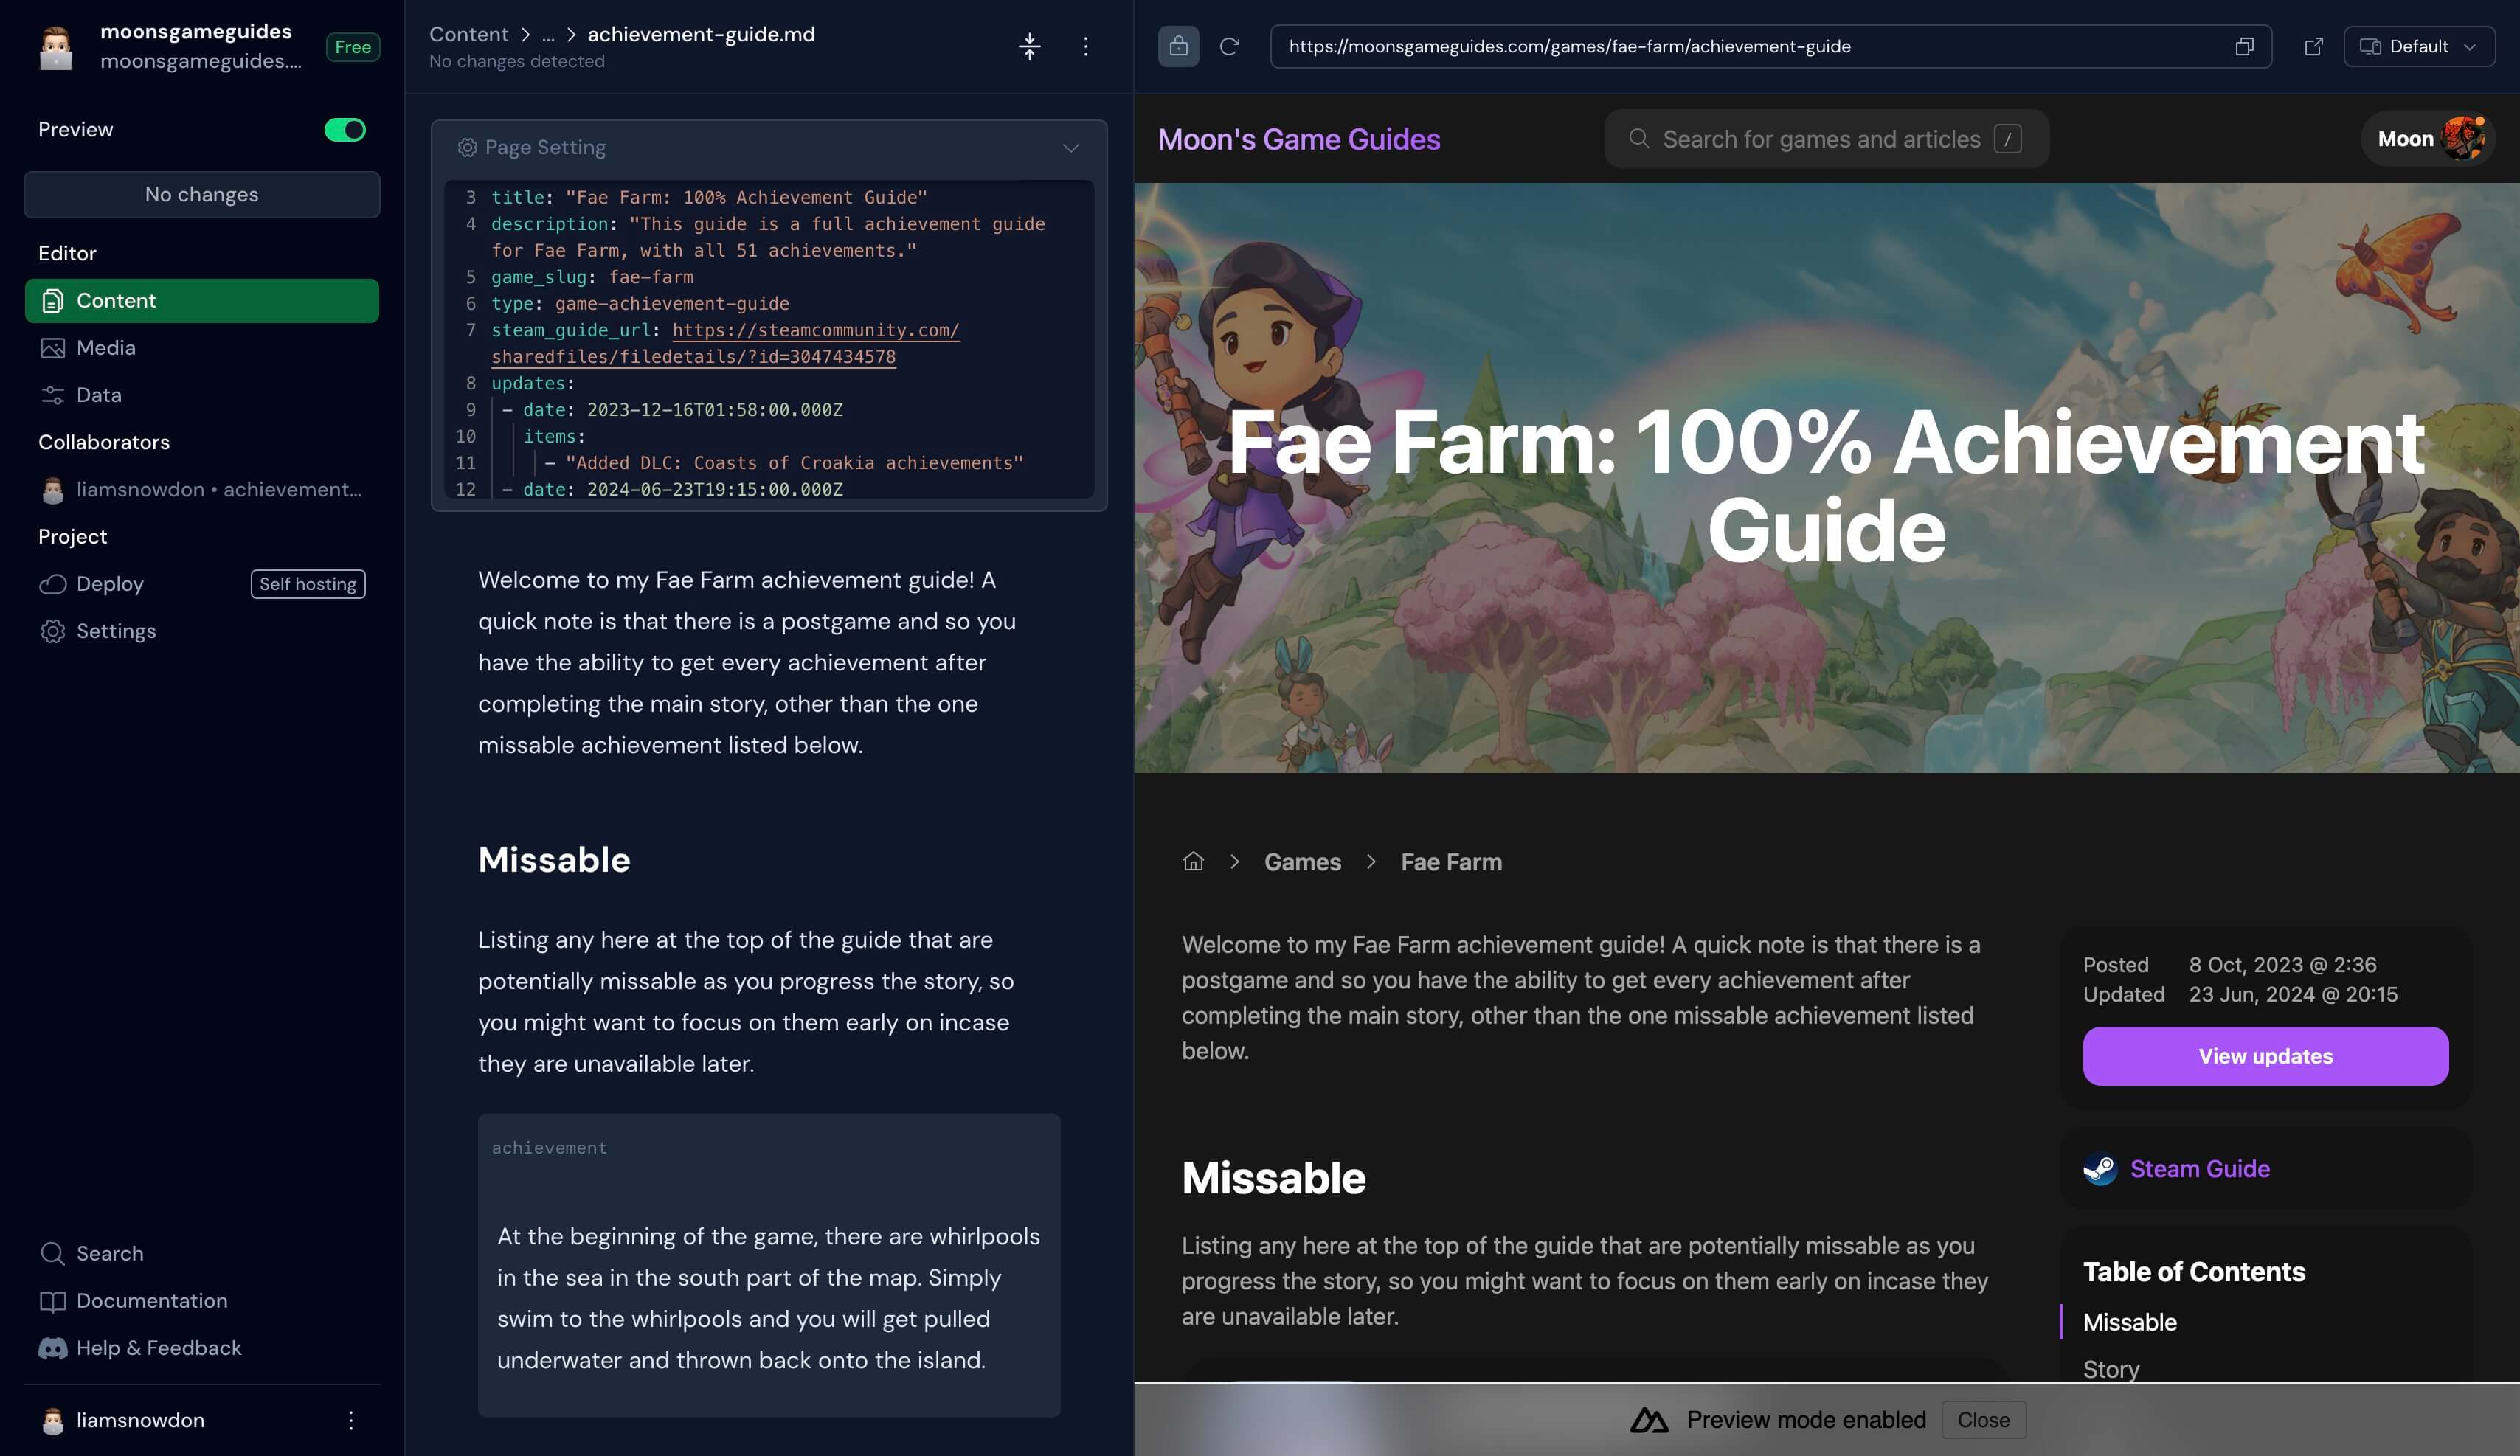 moonsgameguides
moonsgameguides....
Free
Preview
No changes
Editor
Content
Media
Data
Collaborators
liamsnowdon • achievement...
Project
Deploy
Self hosting
Settings
Search
Documentation
Help & Feedback
liamsnowdon
Content > ... > achievement-guide.md
No changes detected
Page Setting
3 title: "Fae Farm: 100% Achievement Guide"
4 description: "This guide is a full achievement guide
for Fae Farm, with all 51 achievements."
5 game_slug: fae-farm
6 type: game-achievement-guide
7 steam_guide_url: https://steamcommunity.com/
sharedfiles/filedetails/?id=3047434578
8 updates:
9 - date: 2023-12-16T01:58:00.000Z
10 items:
11 - "Added DLC: Coasts of Croakia achievements"
12 - date: 2024-06-23T19:15:00.000Z
Welcome to my Fae Farm achievement guide! A
quick note is that there is a postgame and so you
have the ability to get every achievement after
completing the main story, other than the one
missable achievement listed below.
Missable
Listing any here at the top of the guide that are
potentially missable as you progress the story, so
you might want to focus on them early on incase
they are unavailable later.
achievement
At the beginning of the game, there are whirlpools
in the sea in the south part of the map. Simply
swim to the whirlpools and you will get pulled
underwater and thrown back onto the island.
https://moonsgameguides.com/games/fae-farm/achievement-guide
Default
Moon's Game Guides
Search for games and articles /
Moon
Fae Farm: 100% Achievement
Guide
> Games > Fae Farm
Welcome to my Fae Farm achievement guide! A quick note is that there is a
postgame and so you have the ability to get every achievement after
completing the main story, other than the one missable achievement listed
below.
Missable
Listing any here at the top of the guide that are potentially missable as you
progress the story, so you might want to focus on them early on incase they
are unavailable later.
Posted 8 Oct, 2023 @ 2:36
Updated 23 Jun, 2024 @ 20:15
View updates
Steam Guide
Table of Contents
Missable
Story
Preview mode enabled
Close